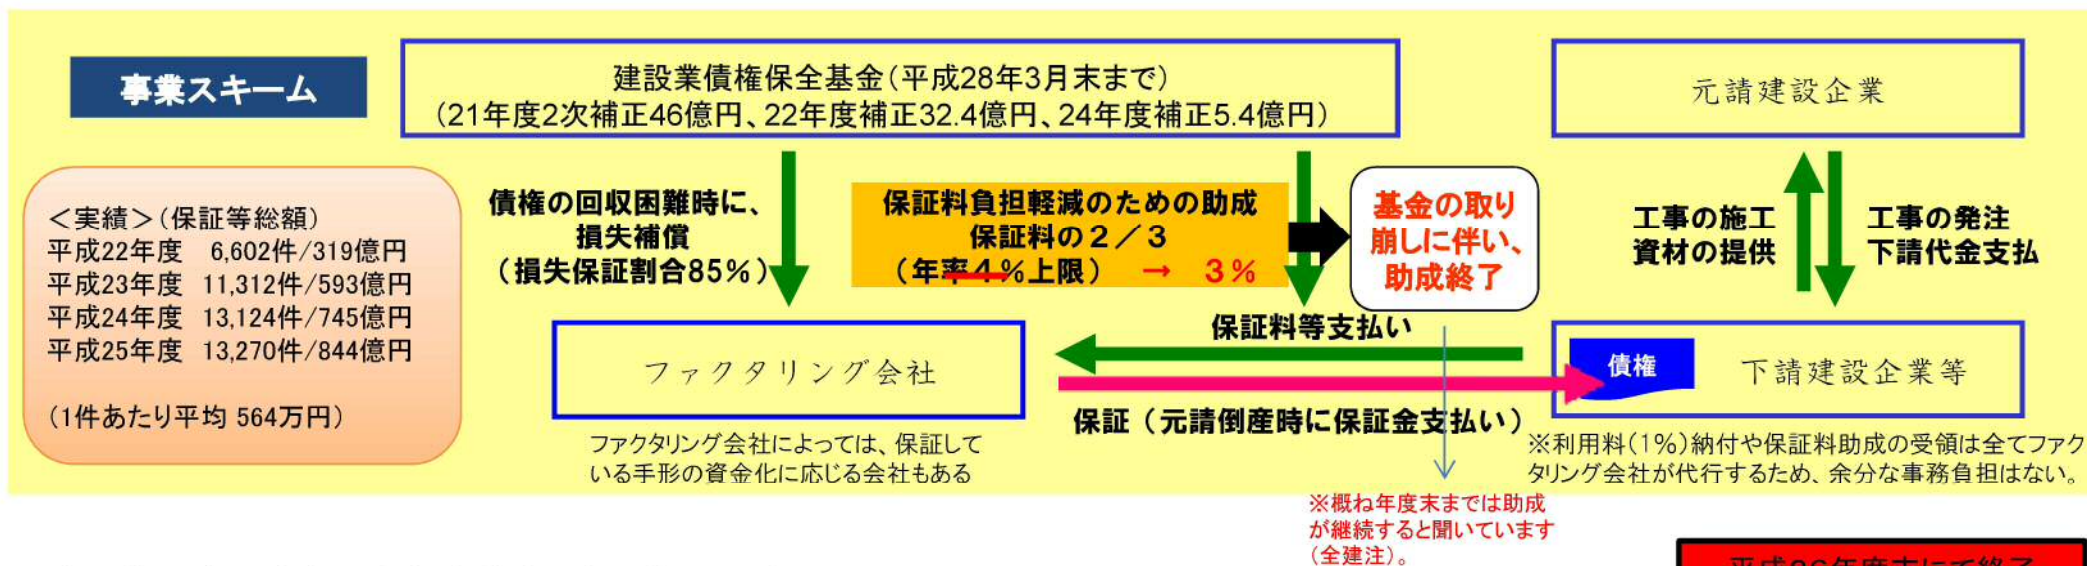 事業スキーム
建設業債権保全基金(平成28年3月末まで)
(21年度2次補正46億円、22年度補正32.4億円、24年度補正5.4億円)
元請建設企業
<実績>(保証等総額)
平成22年度 6,602件/319億円
平成23年度 11,312件/593億円
平成24年度 13,124件/745億円
平成25年度 13,270件/844億円
(1件あたり平均 564万円)
債権の回収困難時に、
損失補償
(損失保証割合85%)
保証料負担軽減のための助成
保証料の2/3
(年率4%上限) → 3%
基金の取り
崩しに伴い、
助成終了
工事の施工
資材の提供
工事の発注
下請代金支払
保証料等支払い
ファクタリング会社
債権
下請建設企業等
保証(元請倒産時に保証金支払い)
ファクタリング会社によっては、保証して
いる手形の資金化に応じる会社もある
※利用料(1%)納付や保証料助成の受領は全てファク
タリング会社が代行するため、余分な事務負担はない。
※概ね年度末までは助成
が継続すると聞いています
(全建注)。
平成26年度末にて終了